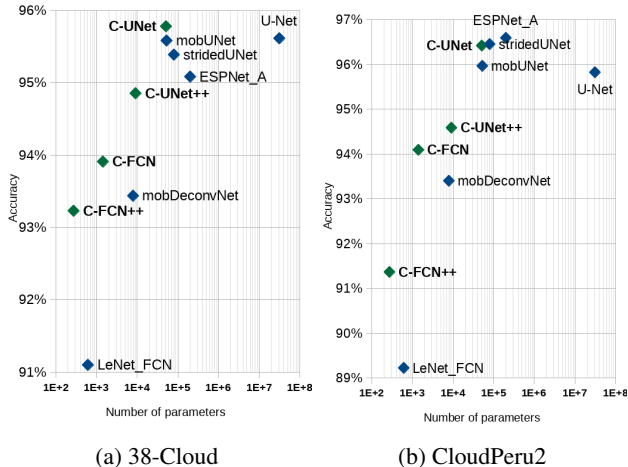 96%
95%
94%
93%
92%
91%
Accuracy
C-UNet
U-Net
mobUNet
stridedUNet
ESPNet_A
C-UNet++
C-FCN
mobDeconvNet
C-FCN++
LeNet_FCN
1E+2 1E+3 1E+4 1E+5 1E+6 1E+7 1E+8
Number of parameters
(a) 38-Cloud
97%
96%
95%
94%
93%
92%
91%
90%
89%
Accuracy
ESPNet_A
C-UNet
stridedUNet
mobUNet
U-Net
C-UNet++
C-FCN
mobDeconvNet
C-FCN++
LeNet_FCN
1E+2 1E+3 1E+4 1E+5 1E+6 1E+7 1E+8
Number of parameters
(b) CloudPeru2